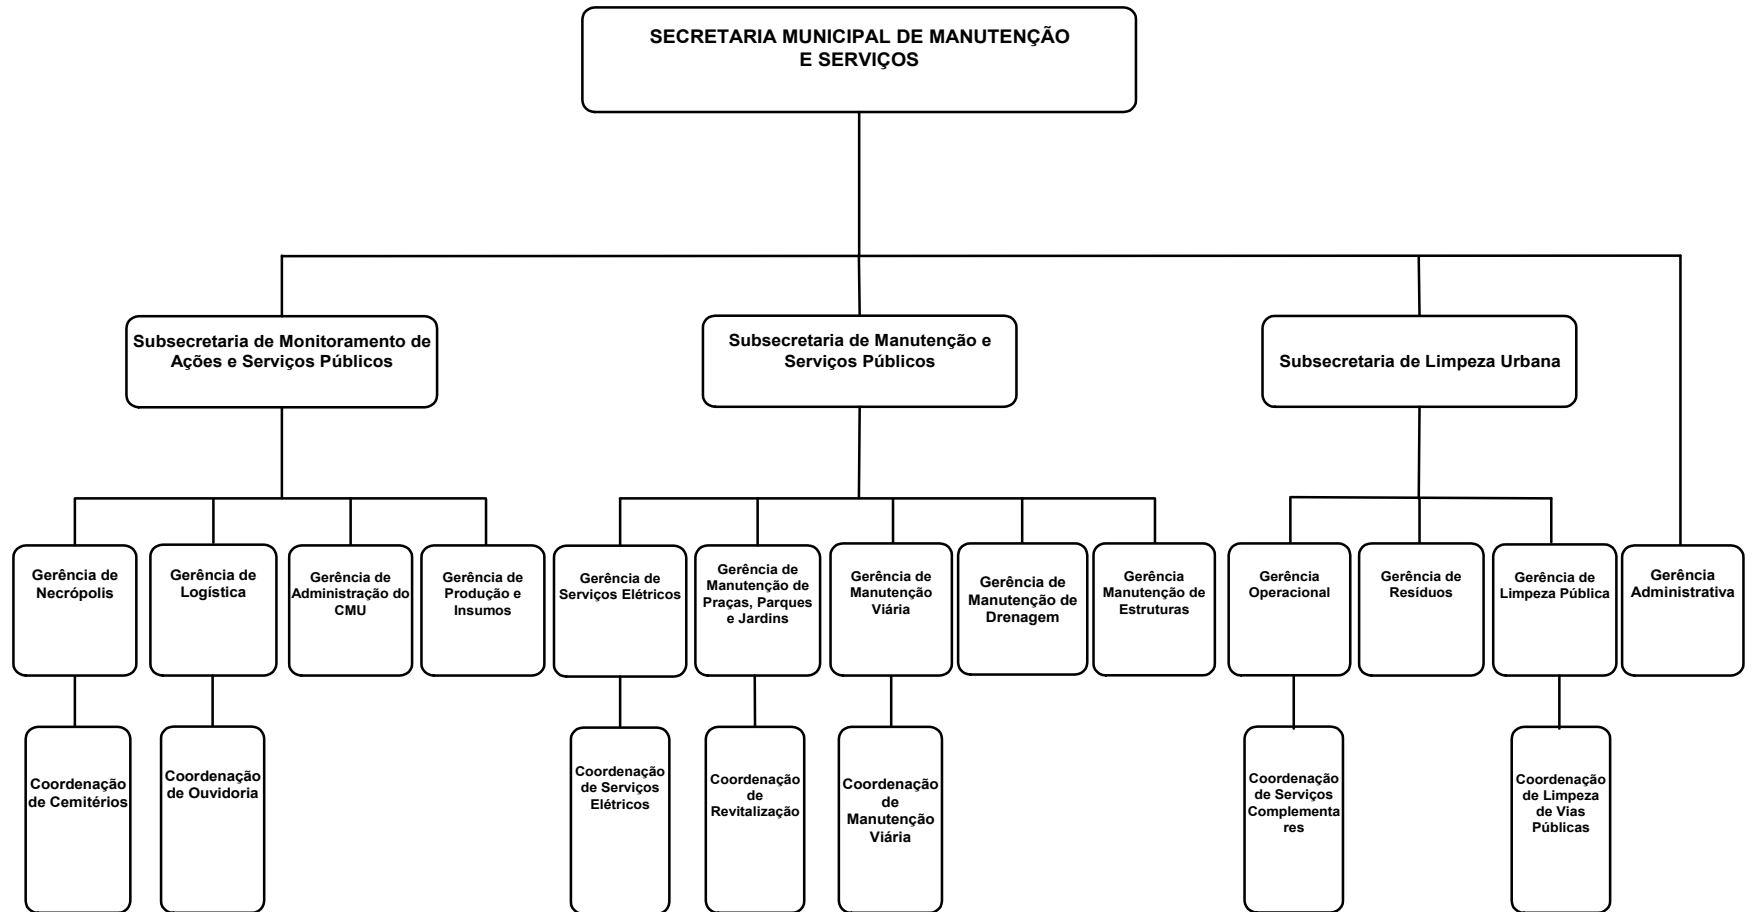 SECRETARIA MUNICIPAL DE MANUTENÇÃO
E SERVIÇOS
Subsecretaria de Monitoramento de
Ações e Serviços Públicos
Subsecretaria de Manutenção e
Serviços Públicos
Subsecretaria de Limpeza Urbana
Gerência de
Necrópolis
Gerência de
Logística
Gerência de
Administração do
CMU
Gerência de
Produção e
Insumos
Gerência de
Serviços Elétricos
Gerência de
Manutenção de
Praças, Parques
e Jardins
Gerência de
Manutenção
Viária
Gerência de
Manutenção de
Drenagem
Gerência
Manutenção de
Estruturas
Gerência
Operacional
Gerência de
Resíduos
Gerência de
Limpeza Pública
Gerência
Administrativa
Coordenação
de Cemitérios
Coordenação
de Ouvidoria
Coordenação
de Serviços
Elétricos
Coordenação
de
Revitalização
Coordenação
de
Manutenção
Viária
Coordenação
de Serviços
Complementa
res
Coordenação
de Limpeza
de Vias
Públicas